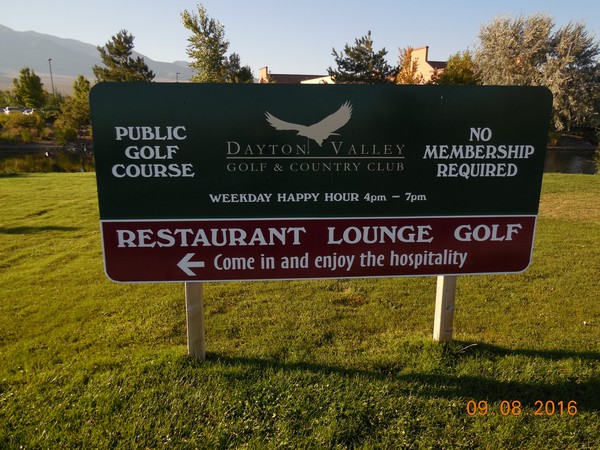 PUBLIC
GOLF
COURSE
DAYTON VALLEY
GOLF & COUNTRY CLUB
NO
MEMBERSHIP
REQUIRED
WEEKDAY HAPPY HOUR 4PM – 7PM
RESTAURANT LOUNGE GOLF
Come in and enjoy the hospitality
09.08.2016